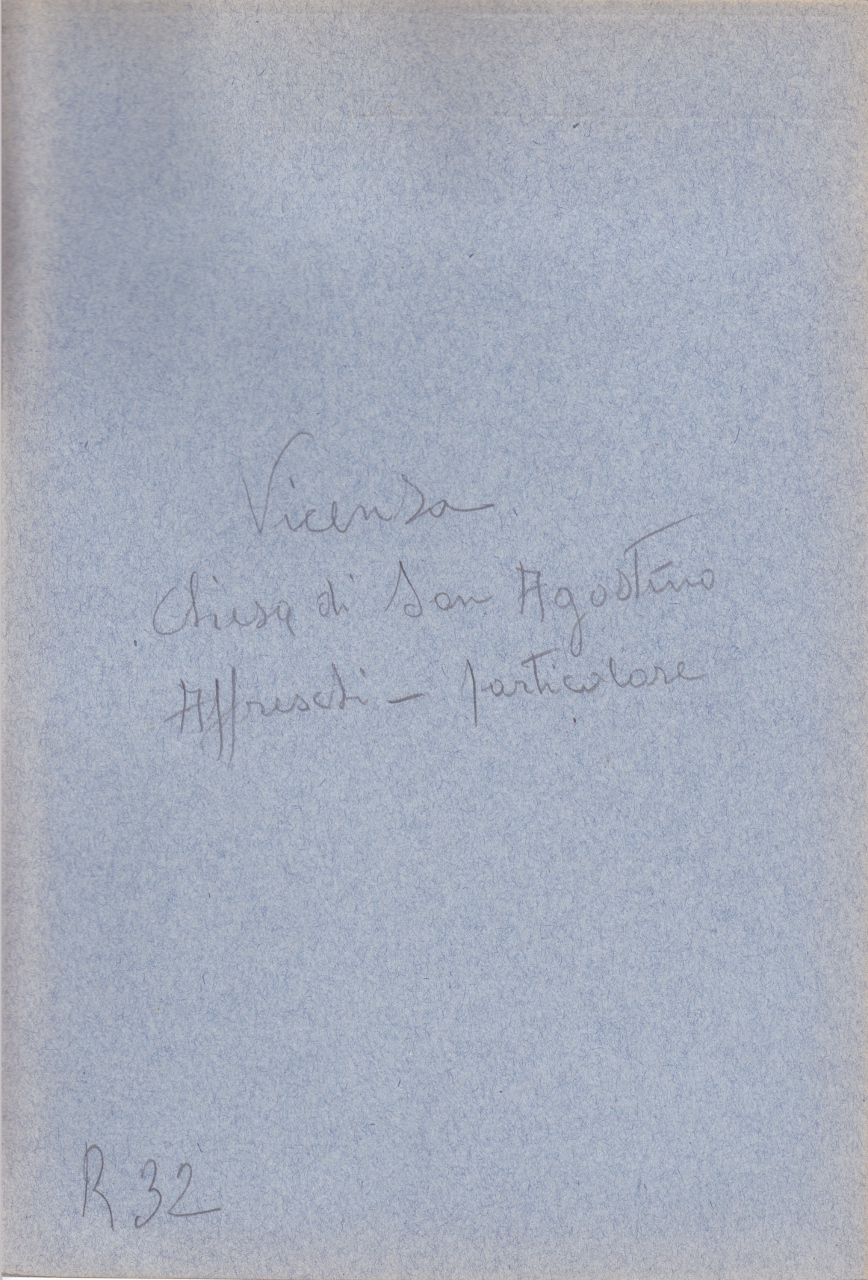 Vicenza
Chiesa di San Agostino
Affreschi - particolare
R 32